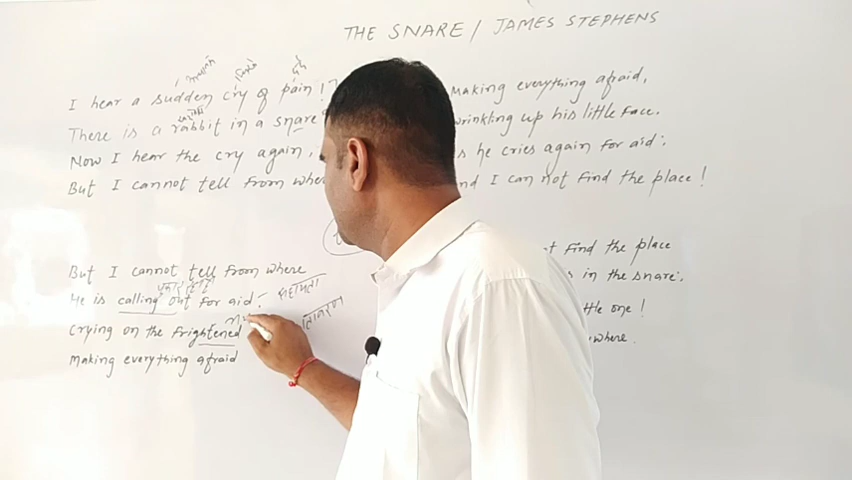 THE SNARE / JAMES STEPHENS
I hear a sudden cry of pain!
There is a rabbit in a snare
Now I hear the cry again,
But I cannot tell from where
Making everything afraid,
wrinkling up his little face.
he cries again for aid;
I can not find the place!
But I cannot tell from where
He is calling out for aid;
सहायता
Crying on the frightened
Making everything afraid
find the place
in the snare;
one!
where.